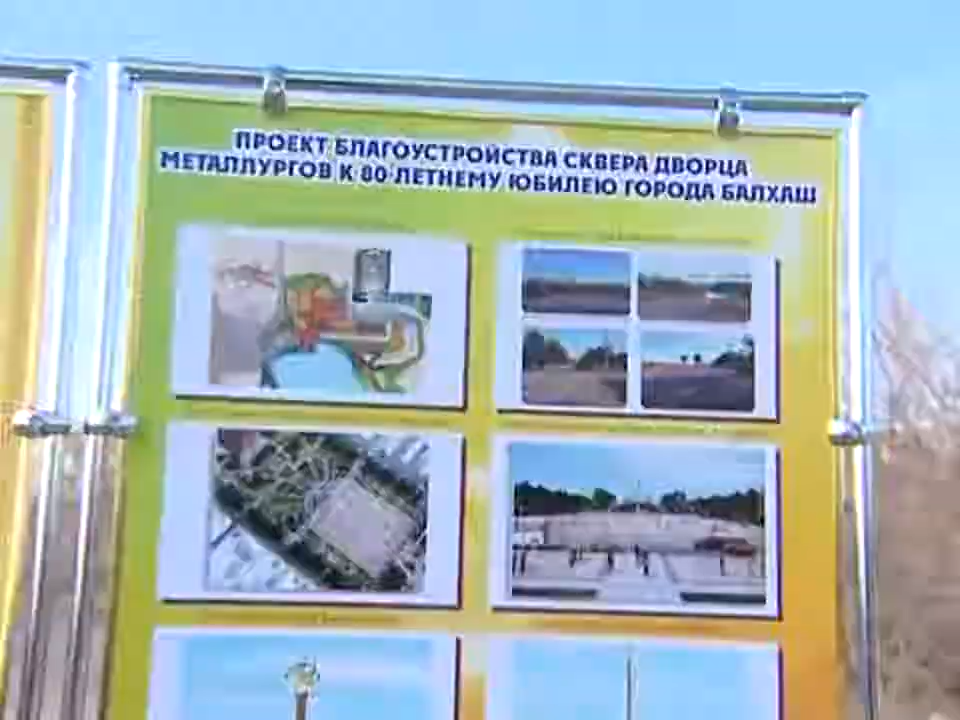 ПРОЕКТ БЛАГОУСТРОЙСТВА СКВЕРА ДВОРЦА
МЕТАЛЛУРГОВ К 80-ЛЕТНЕМУ ЮБИЛЕЮ ГОРОДА БАЛХАШ